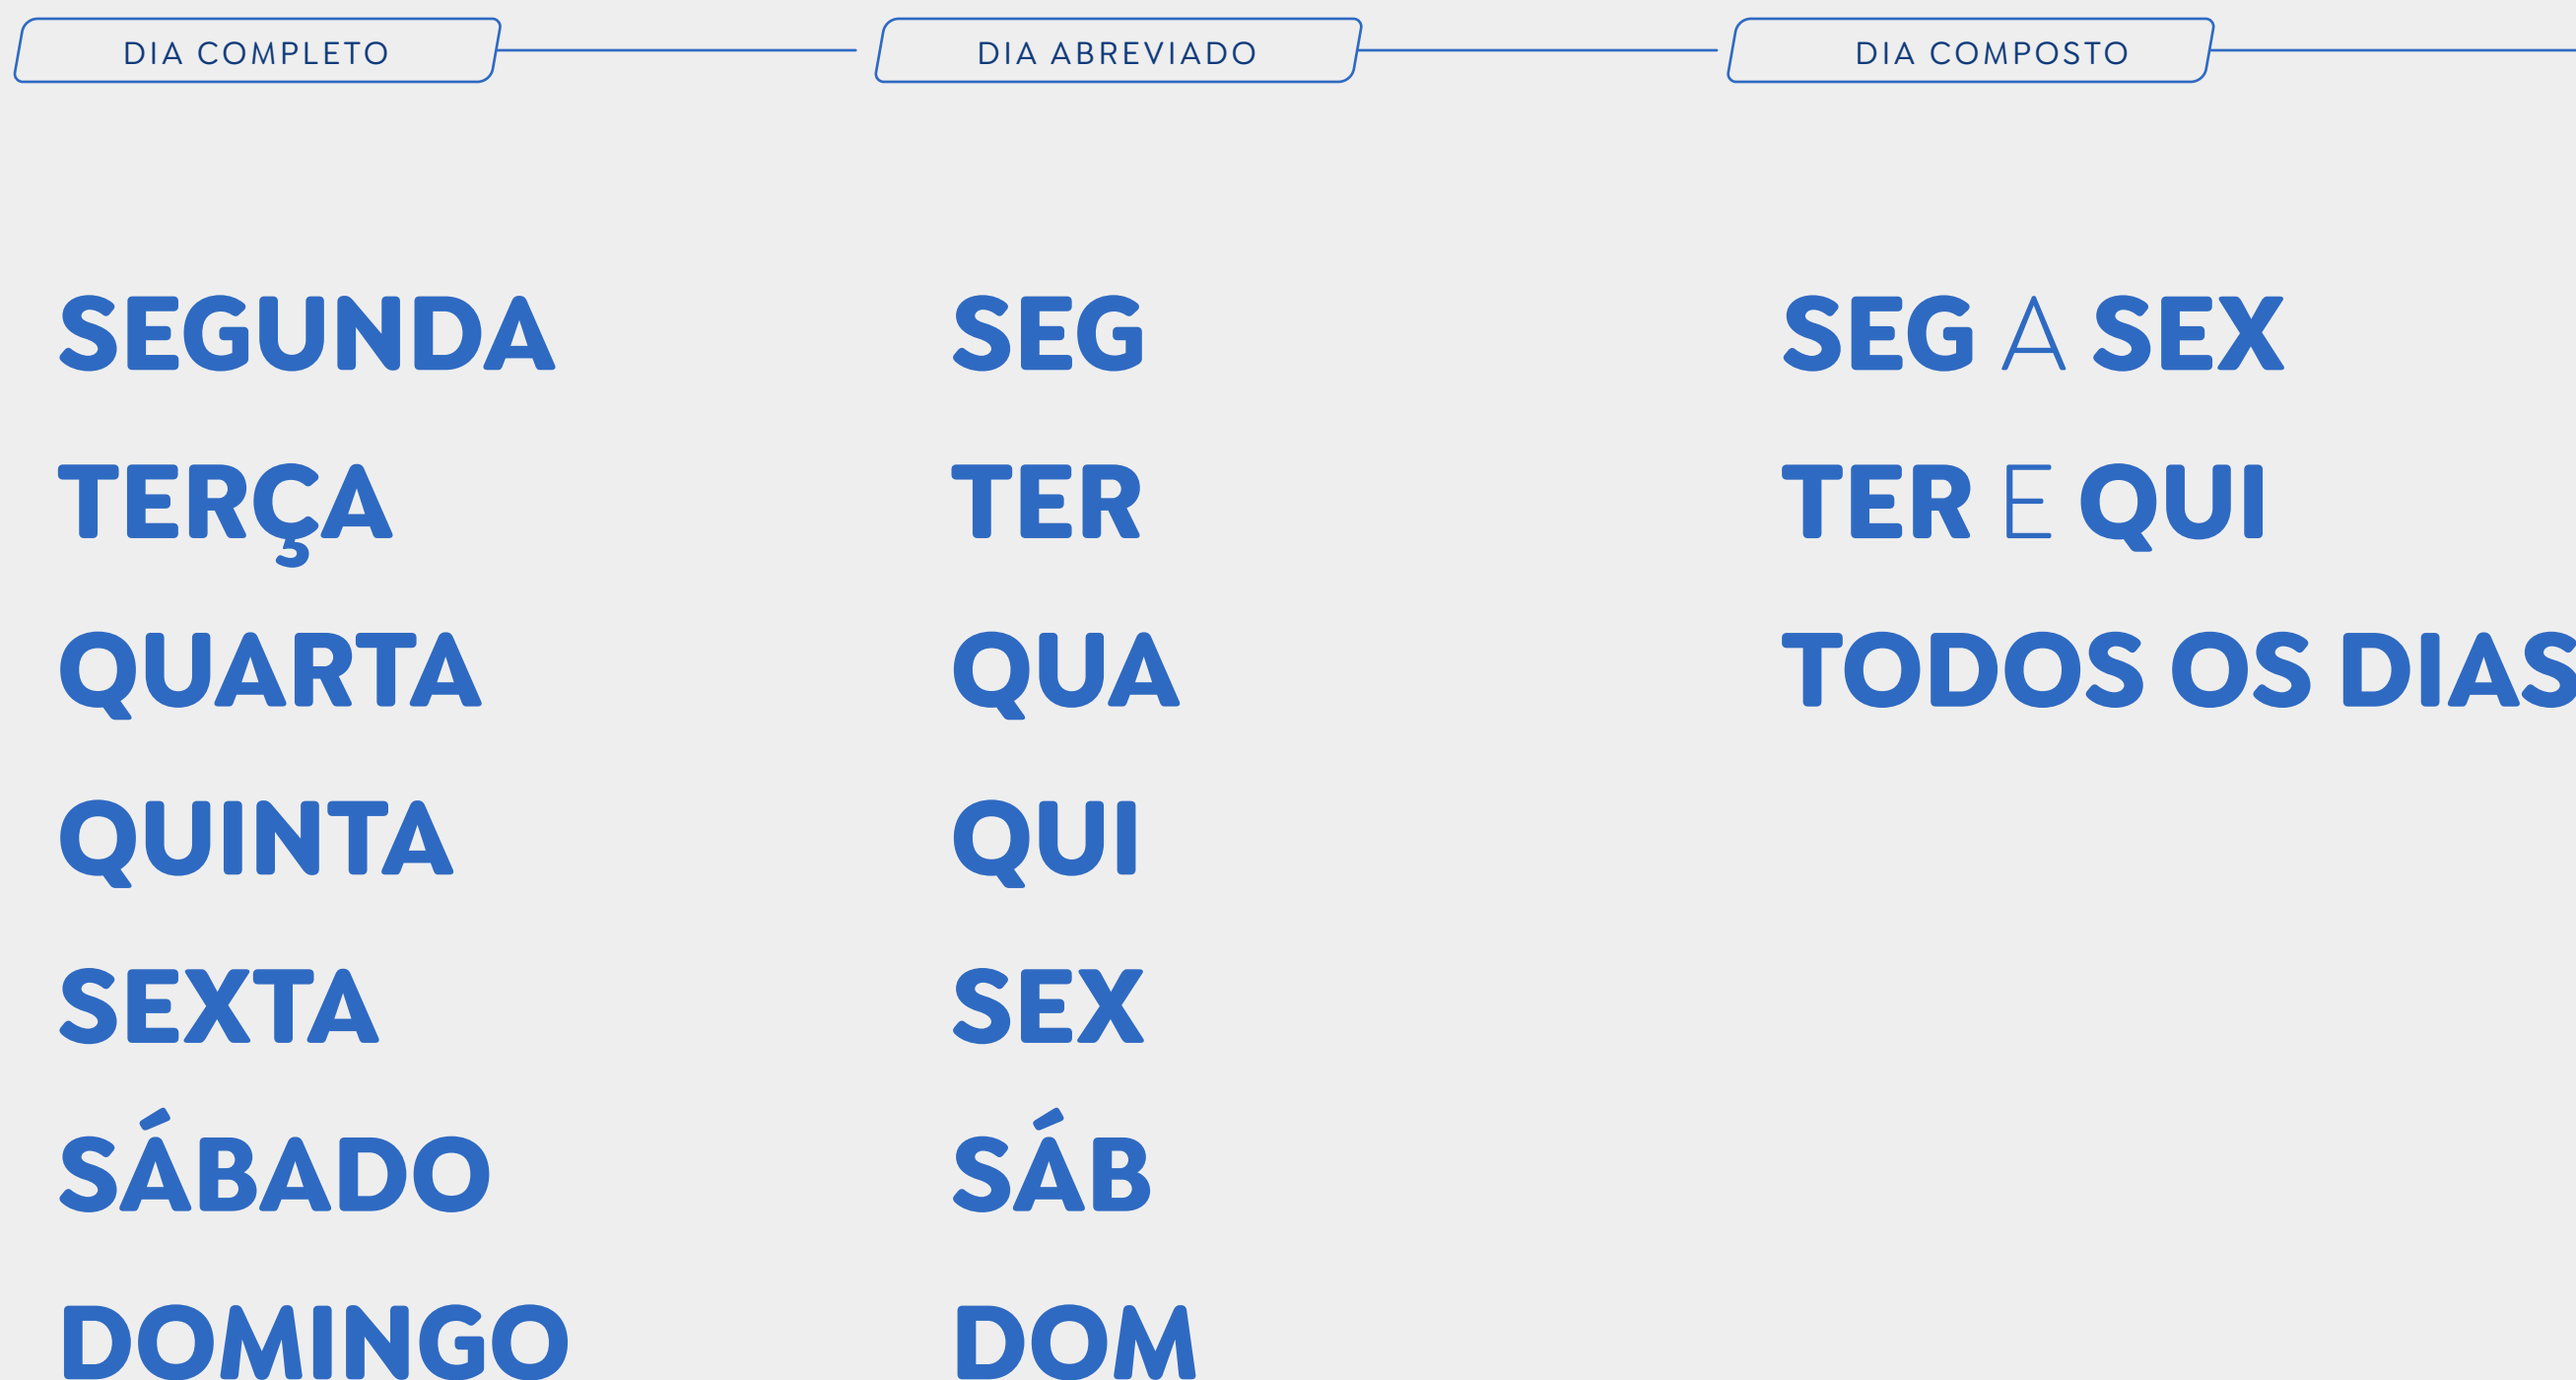 DIA COMPLETO
SEGUNDA
TERÇA
QUARTA
QUINTA
SEXTA
SÁBADO
DOMINGO
DIA ABREVIADO
SEG
TER
QUA
QUI
SEX
SÁB
DOM
DIA COMPOSTO
SEG A SEX
TER E QUI
TODOS OS DIAS